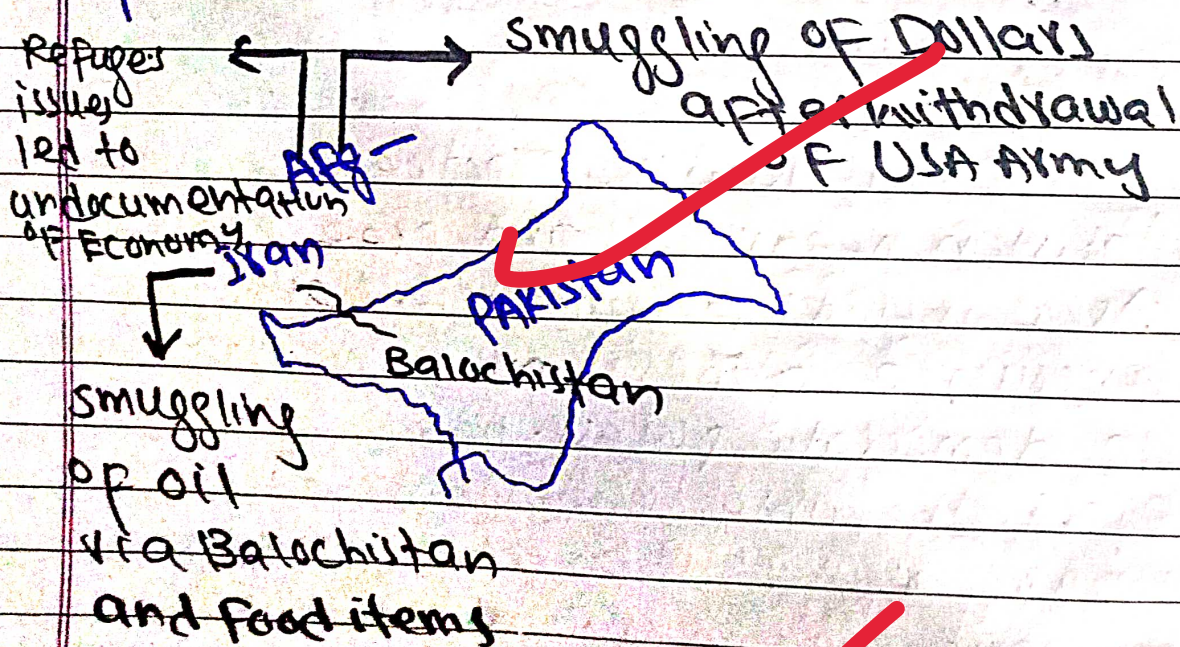 Refuges
issues
led to
undocumentation
of Economy
smuggling of Dollars
after withdrawal
of USA Army
Afg-
Iran
PAKISTAN
Balochistan
smuggling
of oil
via Balochistan
and food items